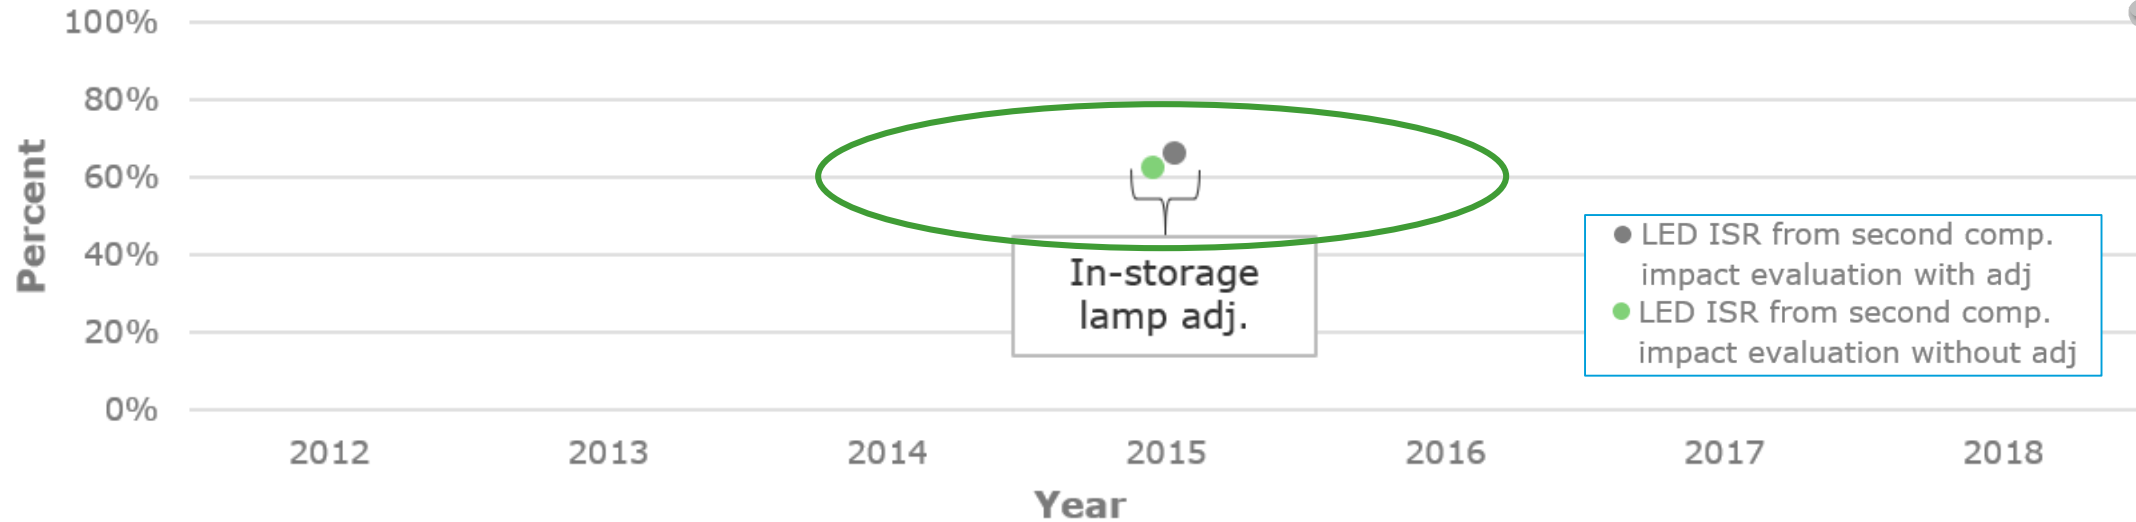 100%
80%
60%
40%
20%
0%
Percent
In-storage
lamp adj.
LED ISR from second comp.
impact evaluation with adj
LED ISR from second comp.
impact evaluation without adj
2012 2013 2014 2015 2016 2017 2018
Year